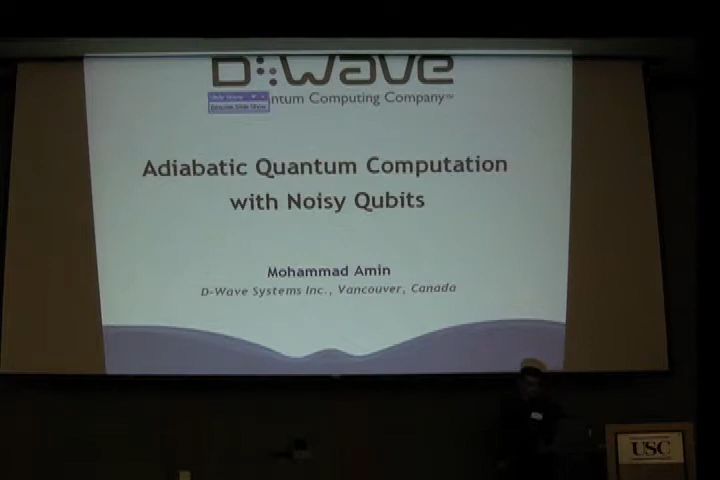 D:Wave
ntum Computing Company™
Adiabatic Quantum Computation
with Noisy Qubits
Mohammad Amin
D-Wave Systems Inc., Vancouver, Canada
USC